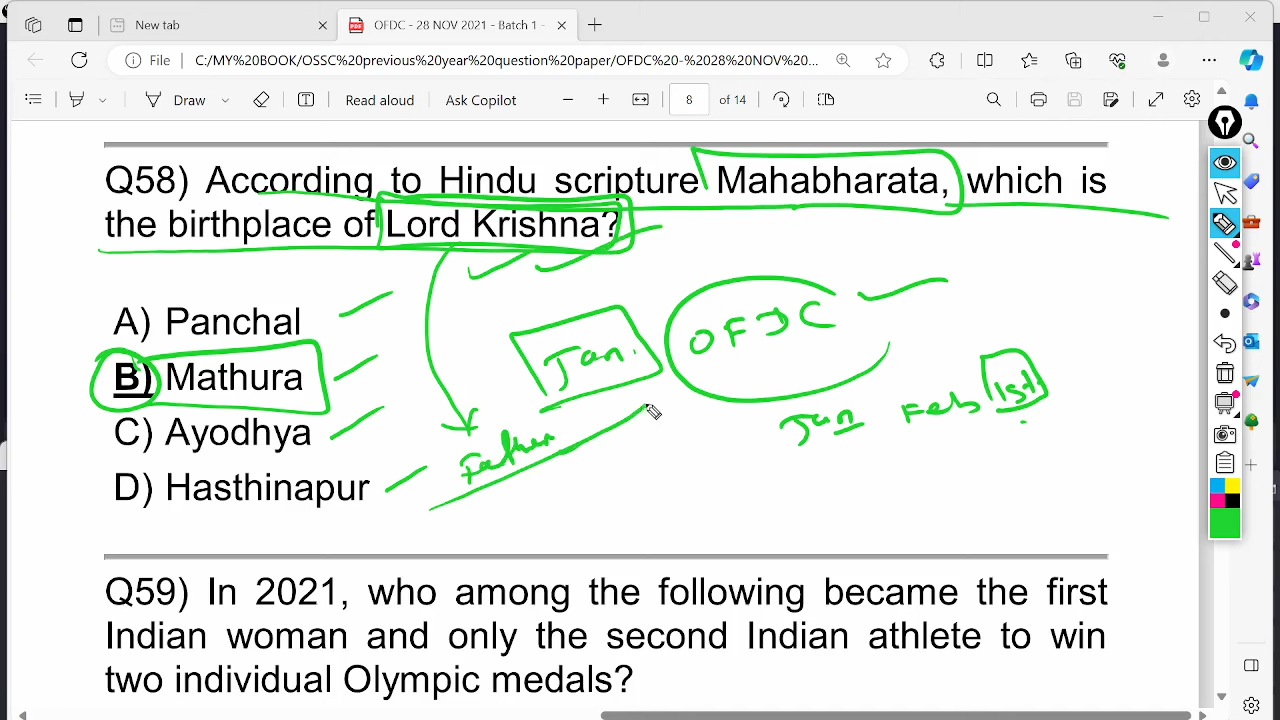 New tab
OFDC - 28 NOV 2021 - Batch 1 -
File C:/MY%20BOOK/OSSC%20previous%20year%20question%20paper/OFDC%20-%2028%20NOV%20...
Draw Read aloud Ask Copilot 8 of 14
Q58) According to Hindu scripture Mahabharata, which is
the birthplace of Lord Krishna?
A) Panchal
B) Mathura
C) Ayodhya
D) Hasthinapur
Jan.
OFDC
Jan Feb 1st
Father
Q59) In 2021, who among the following became the first
Indian woman and only the second Indian athlete to win
two individual Olympic medals?